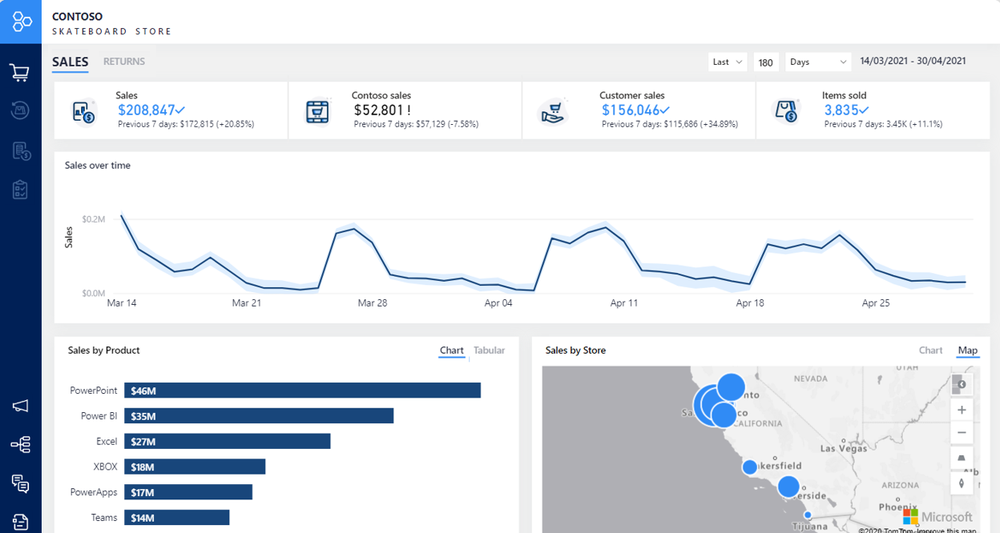 CONTOSO
SKATEBOARD STORE
SALES RETURNS
Last 180 Days 14/03/2021 - 30/04/2021
Sales
$208,847
Previous 7 days: $172,815 (+20.85%)
Contoso sales
$52,801 !
Previous 7 days: $57,129 (-7.58%)
Customer sales
$156,046
Previous 7 days: $115,686 (+34.89%)
Items sold
3,835
Previous 7 days: 3.45K (+11.1%)
Sales over time
Sales
$0.2M
$0.0M
Mar 14 Mar 21 Mar 28 Apr 04 Apr 11 Apr 18 Apr 25
Sales by Product
Chart Tabular
PowerPoint $46M
Power BI $35M
Excel $27M
XBOX $18M
PowerApps $17M
Teams $14M
Sales by Store
Chart Map
UTAH
NEVADA
nto
Sa
co
CALIFORNIA
Las Vegas
kersfield
Alb
ARIZONA
erside
Phoenix
Microsoft
Tijuana
©2020 TomTom Improve this map